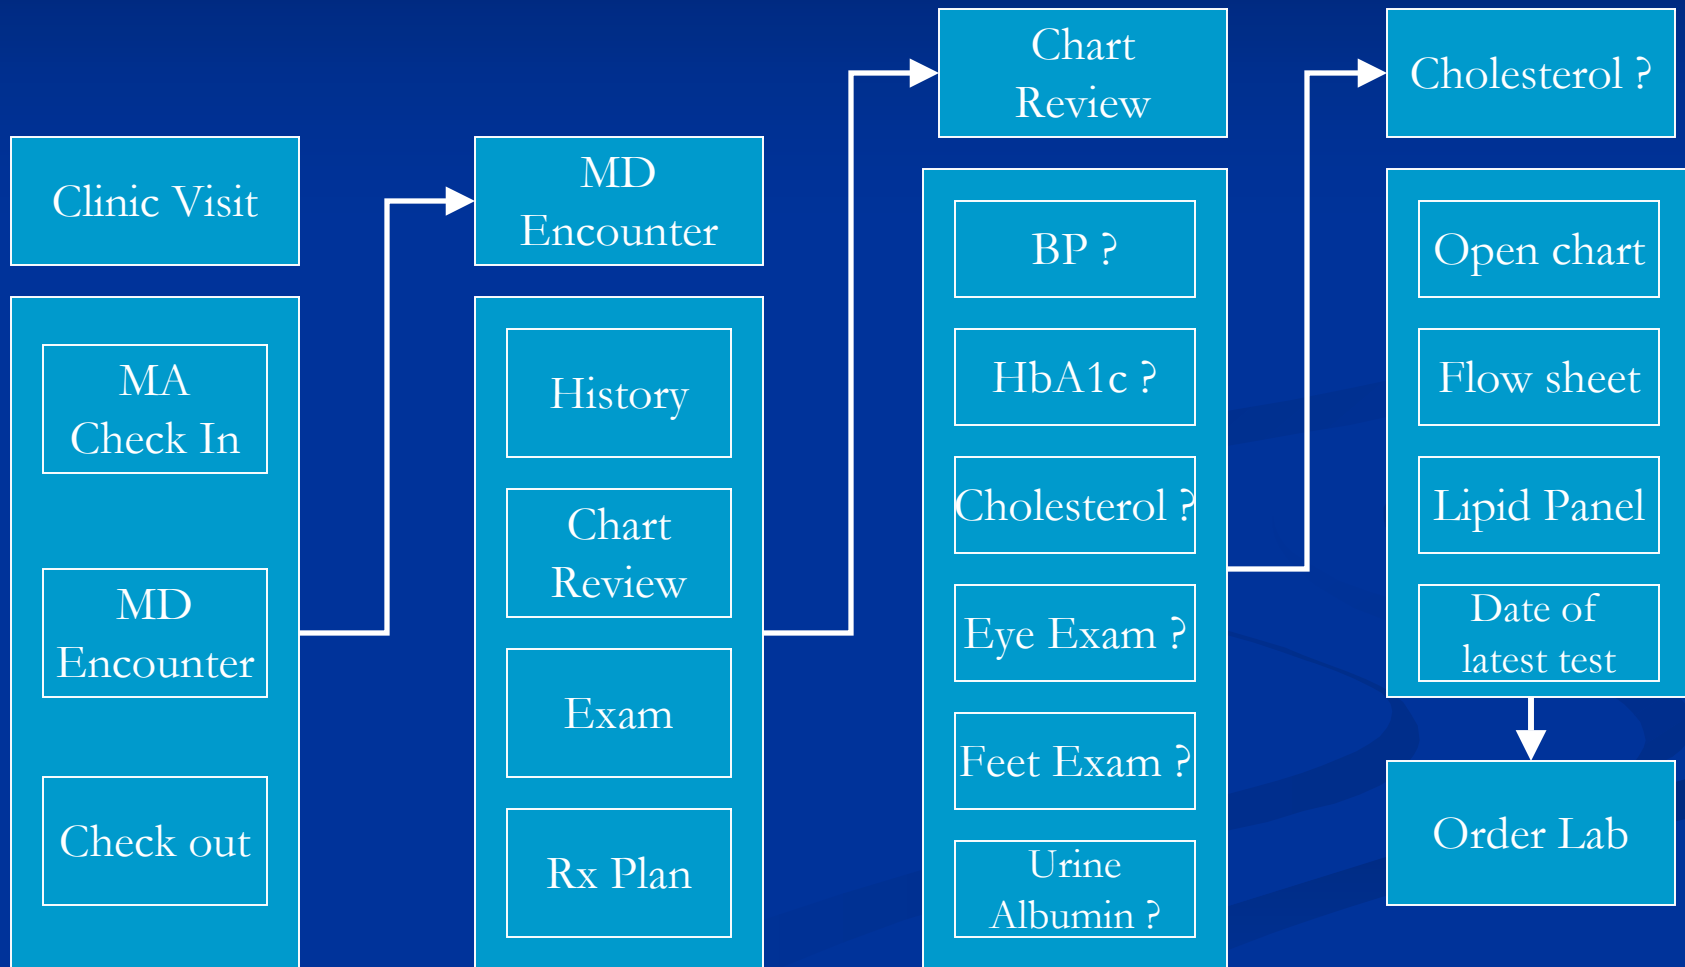 Clinic Visit
MA
Check In
MD
Encounter
Check out
MD
Encounter
History
Chart
Review
Exam
Rx Plan
Chart
Review
BP ?
HbA1c ?
Cholesterol ?
Eye Exam ?
Feet Exam ?
Urine
Albumin ?
Cholesterol ?
Open chart
Flow sheet
Lipid Panel
Date of
latest test
Order Lab